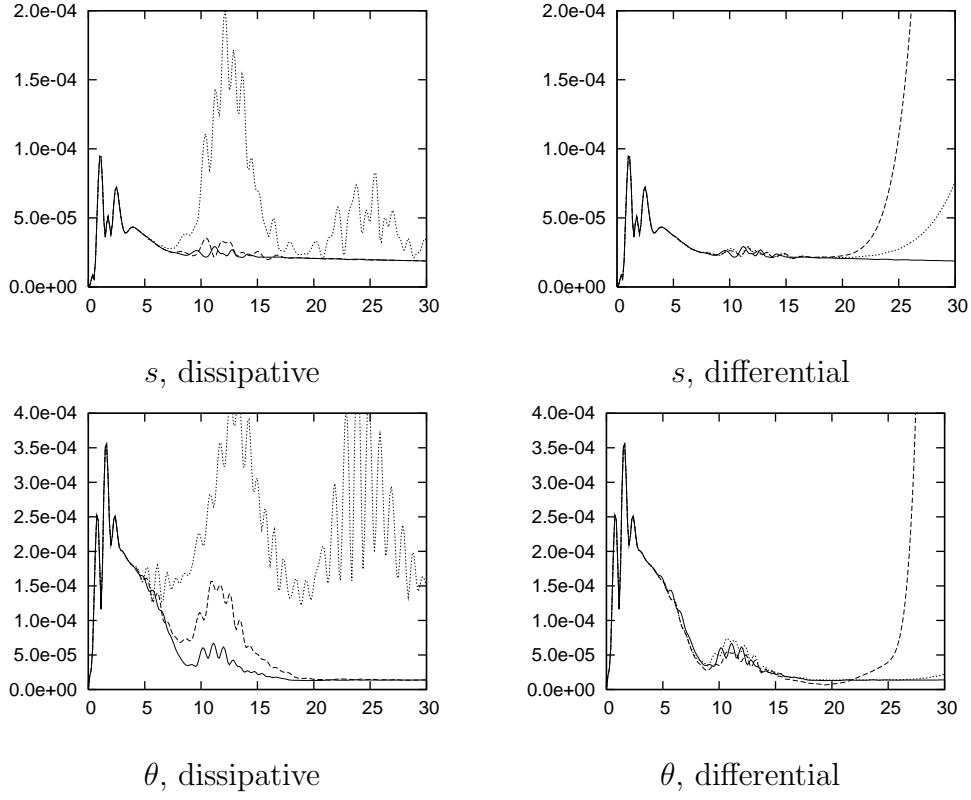 2.0e-04
1.5e-04
1.0e-04
5.0e-05
0.0e+00
0 5 10 15 20 25 30
s, dissipative
2.0e-04
1.5e-04
1.0e-04
5.0e-05
0.0e+00
0 5 10 15 20 25 30
s, differential
4.0e-04
3.5e-04
3.0e-04
2.5e-04
2.0e-04
1.5e-04
1.0e-04
5.0e-05
0.0e+00
0 5 10 15 20 25 30
θ, dissipative
4.0e-04
3.5e-04
3.0e-04
2.5e-04
2.0e-04
1.5e-04
1.0e-04
5.0e-05
0.0e+00
0 5 10 15 20 25 30
θ, differential